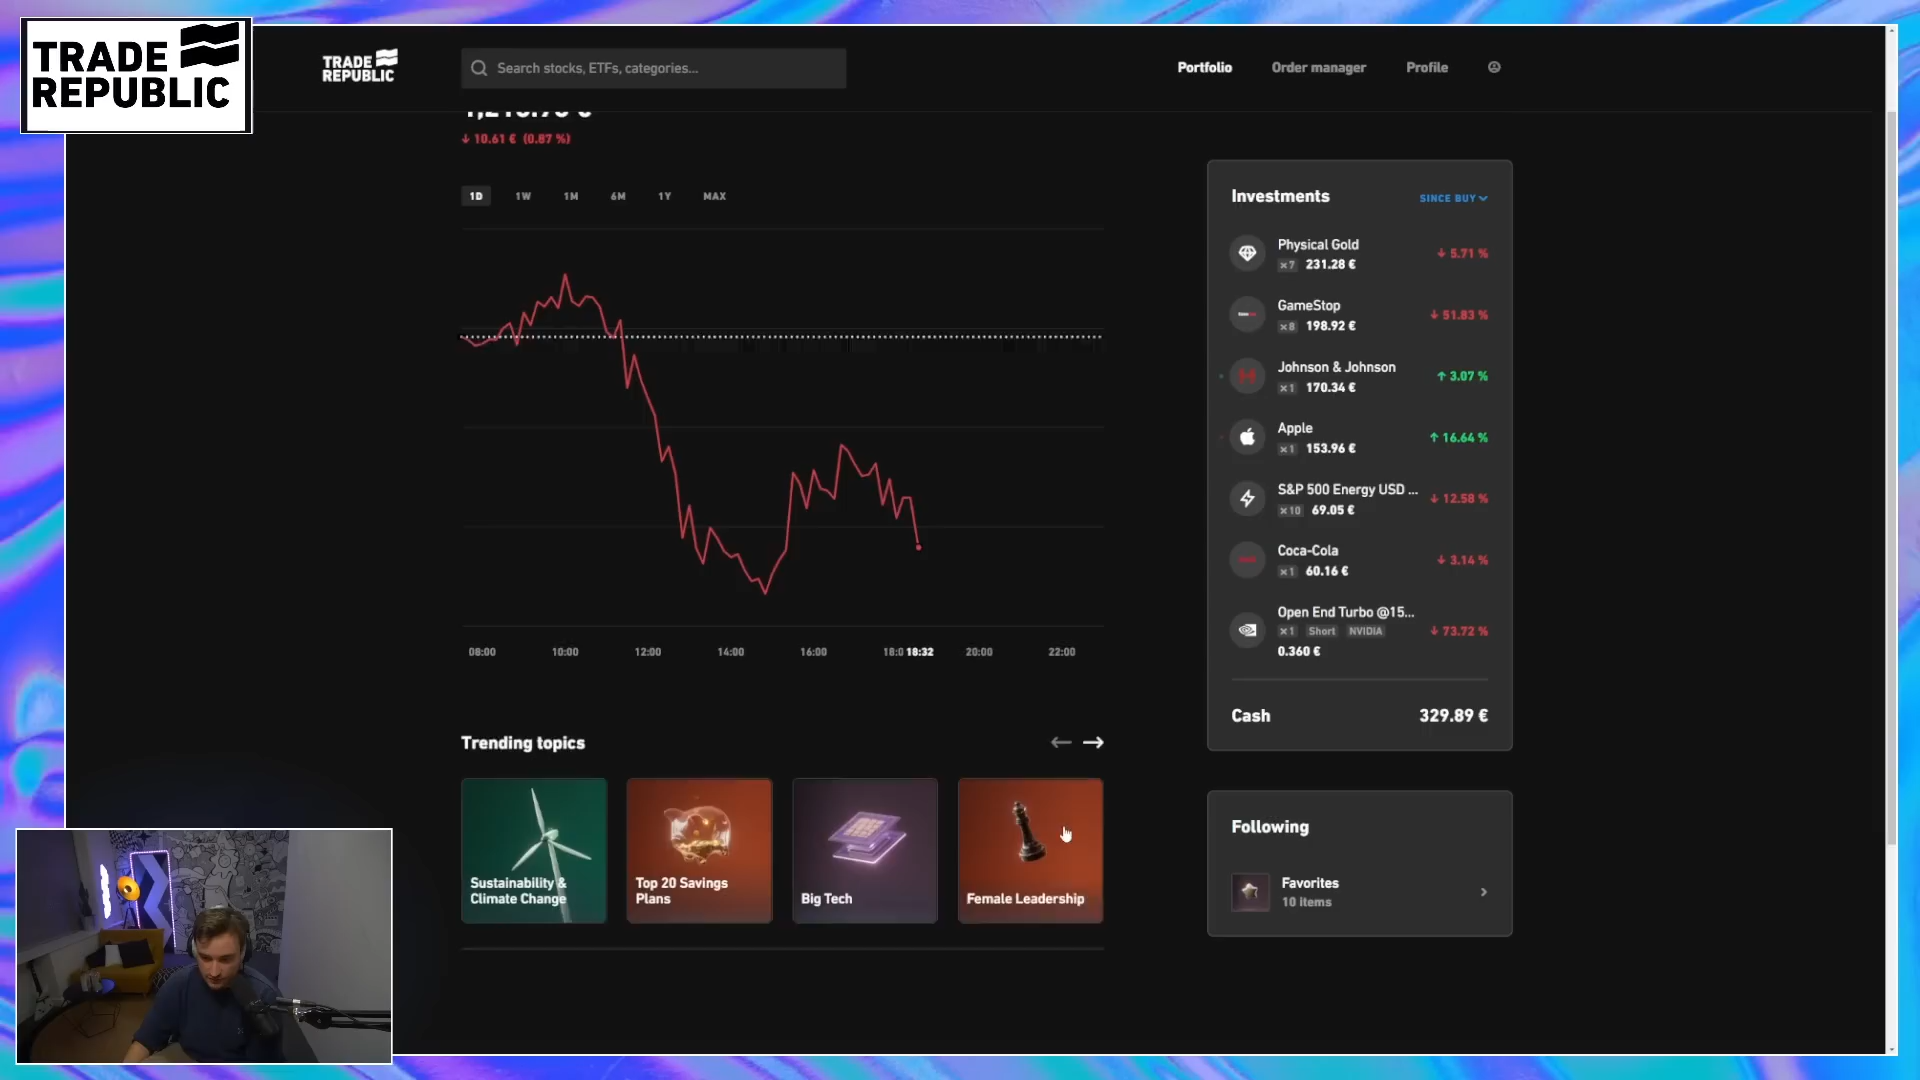 TRADE
REPUBLIC
TRADE
REPUBLIC
Search stocks, ETFs, categories...
Portfolio
Order manager
Profile
↓ 10.61 € (0.87 %)
1D
1W
1M
6M
1Y
MAX
08:00
10:00
12:00
14:00
16:00
18:0
18:32
20:00
22:00
Trending topics
Sustainability &
Climate Change
Top 20 Savings
Plans
Big Tech
Female Leadership
Investments
SINCE BUY
Physical Gold
×7 231.28 €
↓ 5.71 %
GameStop
×8 198.92 €
↓ 51.83 %
Johnson & Johnson
×1 170.34 €
↑ 3.07 %
Apple
×1 153.96 €
↑ 16.64 %
S&P 500 Energy USD ...
×10 69.05 €
↓ 12.58 %
Coca-Cola
×1 60.16 €
↓ 3.14 %
Open End Turbo @15...
×1 Short NVIDIA
0.360 €
↓ 73.72 %
Cash
329.89 €
Following
Favorites
10 items